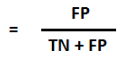 FP
=
TN + FP